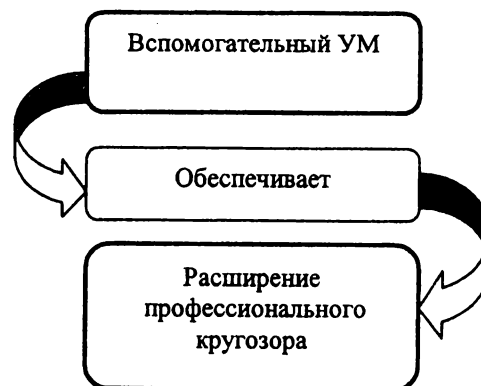 Вспомогательный УМ
Обеспечивает
Расширение
профессионального
кругозора